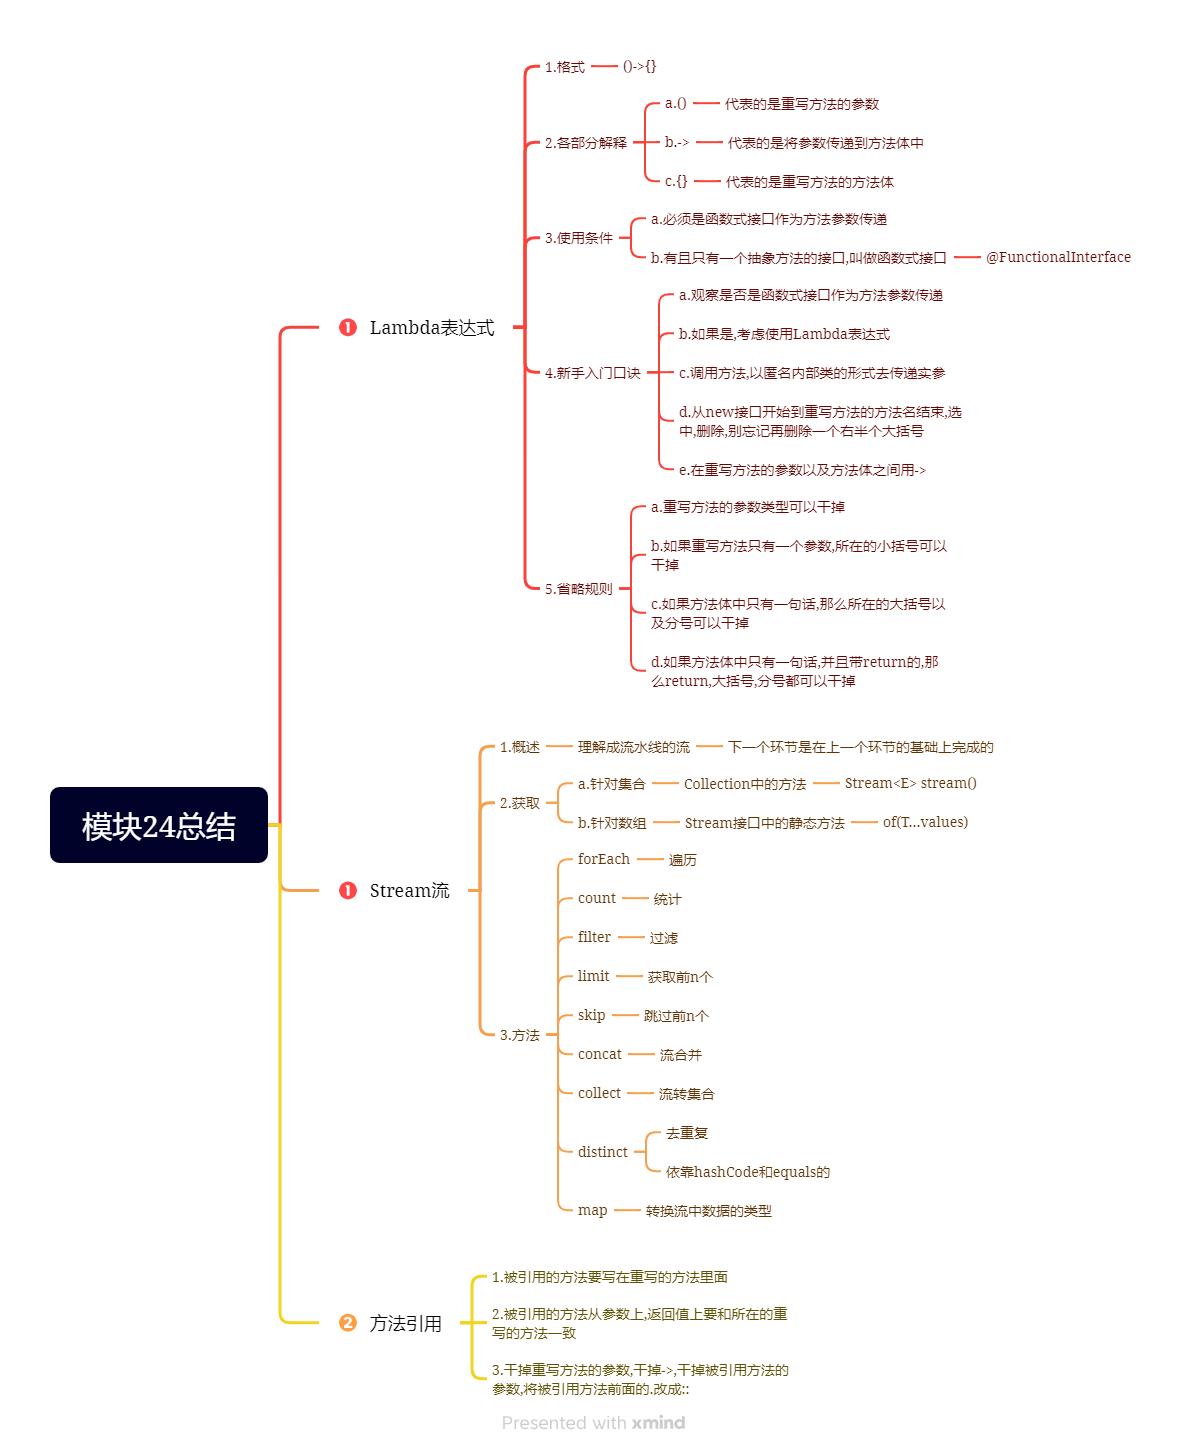 模块24总结
1
Lambda表达式
1.格式
()->{}
2.各部分解释
a.()
代表的是重写方法的参数
b.->
代表的是将参数传递到方法体中
c.{}
代表的是重写方法的方法体
3.使用条件
a.必须是函数式接口作为方法参数传递
b.有且只有一个抽象方法的接口,叫做函数式接口
@FunctionalInterface
4.新手入门口诀
a.观察是否是函数式接口作为方法参数传递
b.如果是,考虑使用Lambda表达式
c.调用方法,以匿名内部类的形式去传递实参
d.从new接口开始到重写方法的方法名结束,选
中,删除,别忘记再删除一个右半个大括号
e.在重写方法的参数以及方法体之间用->
5.省略规则
a.重写方法的参数类型可以干掉
b.如果重写方法只有一个参数,所在的小括号可以
干掉
c.如果方法体中只有一句话,那么所在的大括号以
及分号可以干掉
d.如果方法体中只有一句话,并且带return的,那
么return,大括号,分号都可以干掉
1
Stream流
1.概述
理解成流水线的流
下一个环节是在上一个环节的基础上完成的
2.获取
a.针对集合
Collection中的方法
Stream<E> stream()
b.针对数组
Stream接口中的静态方法
of(T...values)
3.方法
forEach
遍历
count
统计
filter
过滤
limit
获取前n个
skip
跳过前n个
concat
流合并
collect
流转集合
distinct
去重复
依靠hashCode和equals的
map
转换流中数据的类型
2
方法引用
1.被引用的方法要写在重写的方法里面
2.被引用的方法从参数上,返回值上要和所在的重
写的方法一致
3.干掉重写方法的参数,干掉->,干掉被引用方法的
参数,将被引用方法前面的.改成::
Presented with xmind